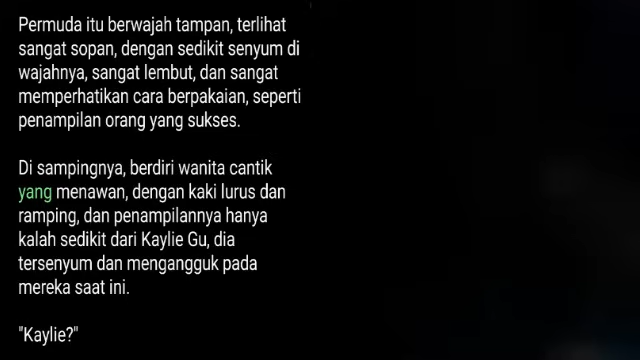 Permuda itu berwajah tampan, terlihat
sangat sopan, dengan sedikit senyum di
wajahnya, sangat lembut, dan sangat
memperhatikan cara berpakaian, seperti
penampilan orang yang sukses.
Di sampingnya, berdiri wanita cantik
yang menawan, dengan kaki lurus dan
ramping, dan penampilannya hanya
kalah sedikit dari Kaylie Gu, dia
tersenyum dan mengangguk pada
mereka saat ini.
"Kaylie?"